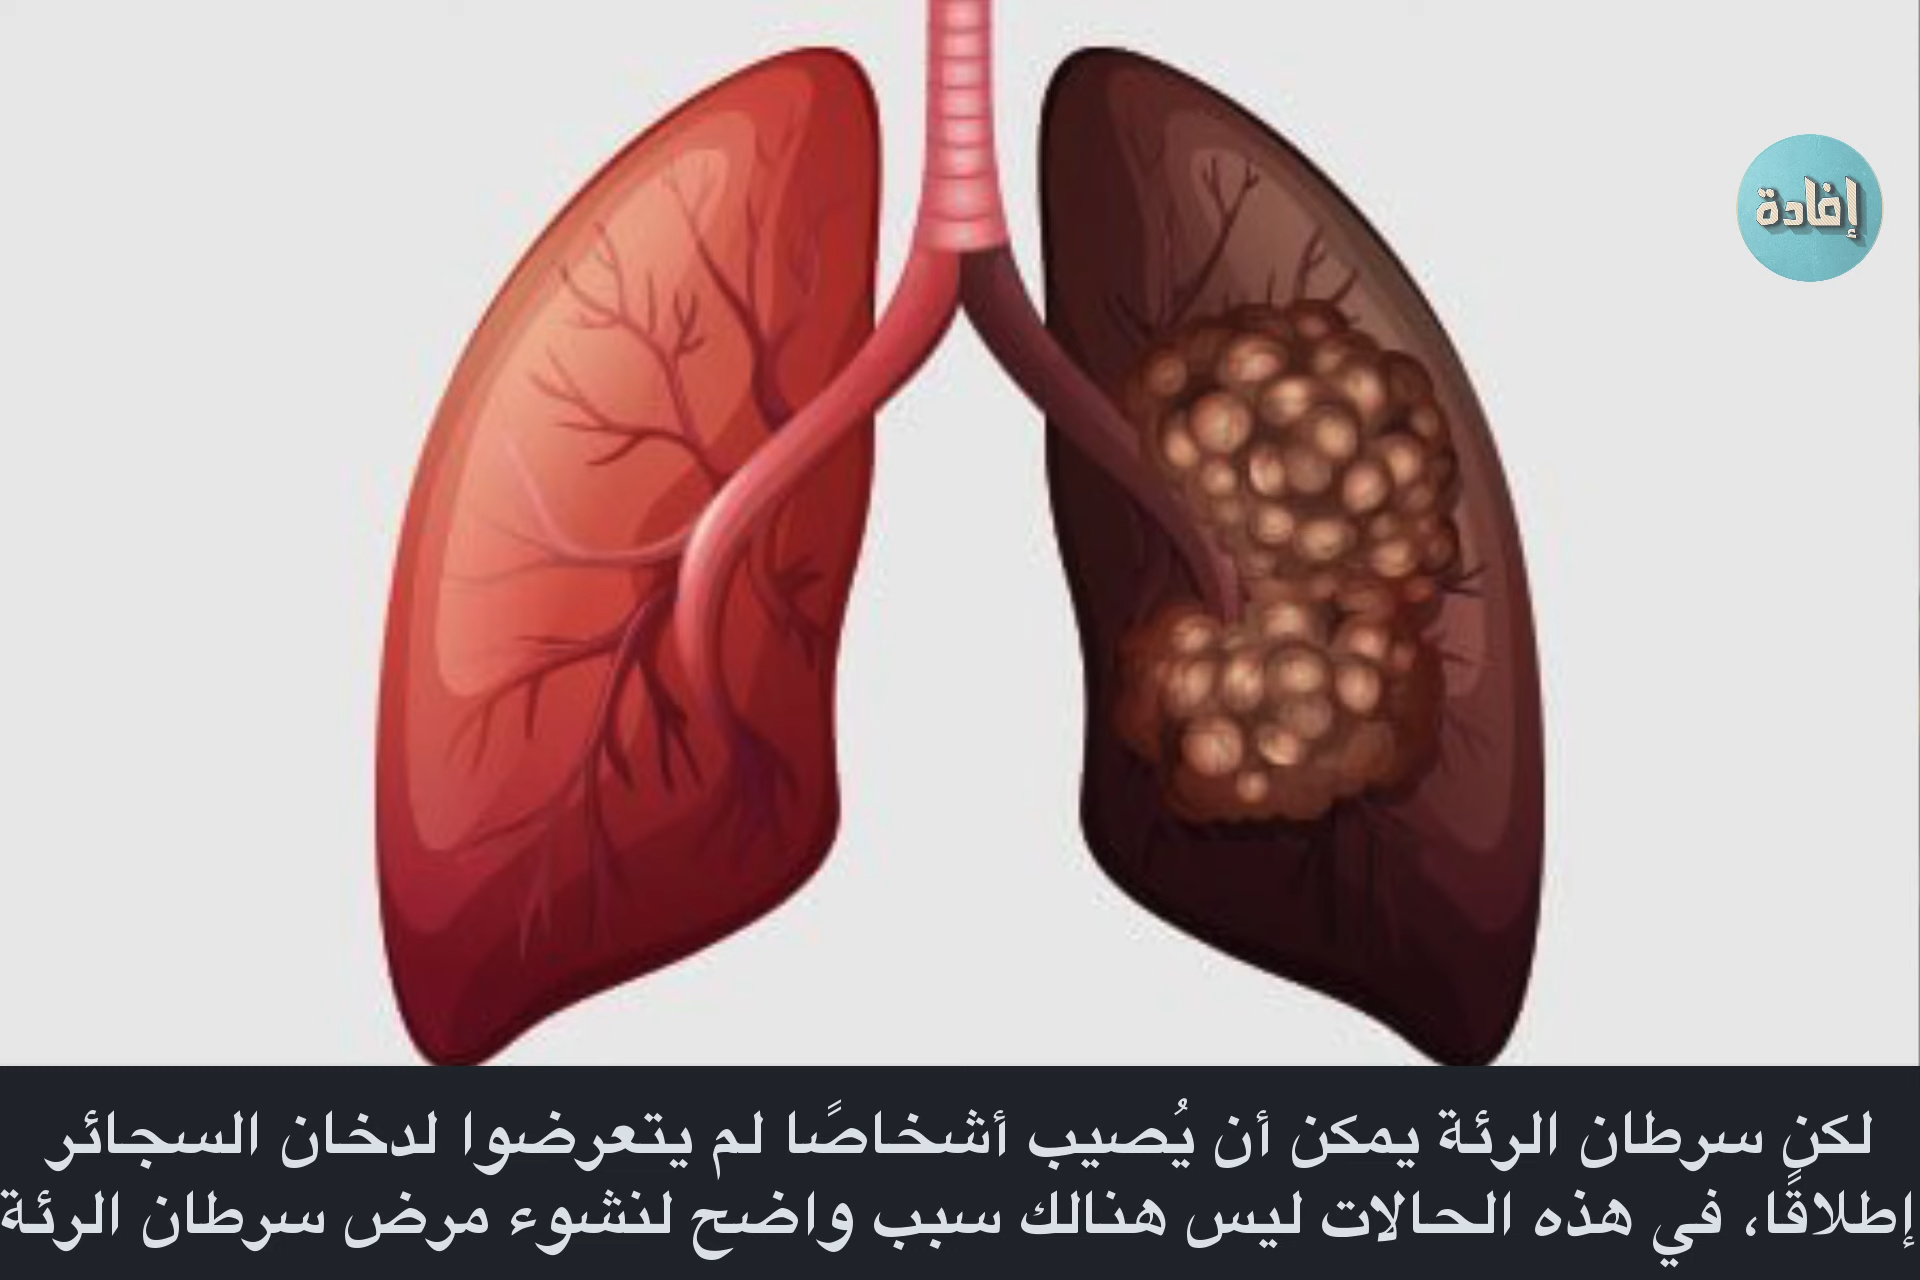 إفادة
لكن سرطان الرئة يمكن أن يُصيب أشخاصًا لم يتعرضوا لدخان السجائر
إطلاقًا، في هذه الحالات ليس هنالك سبب واضح لنشوء مرض سرطان الرئة